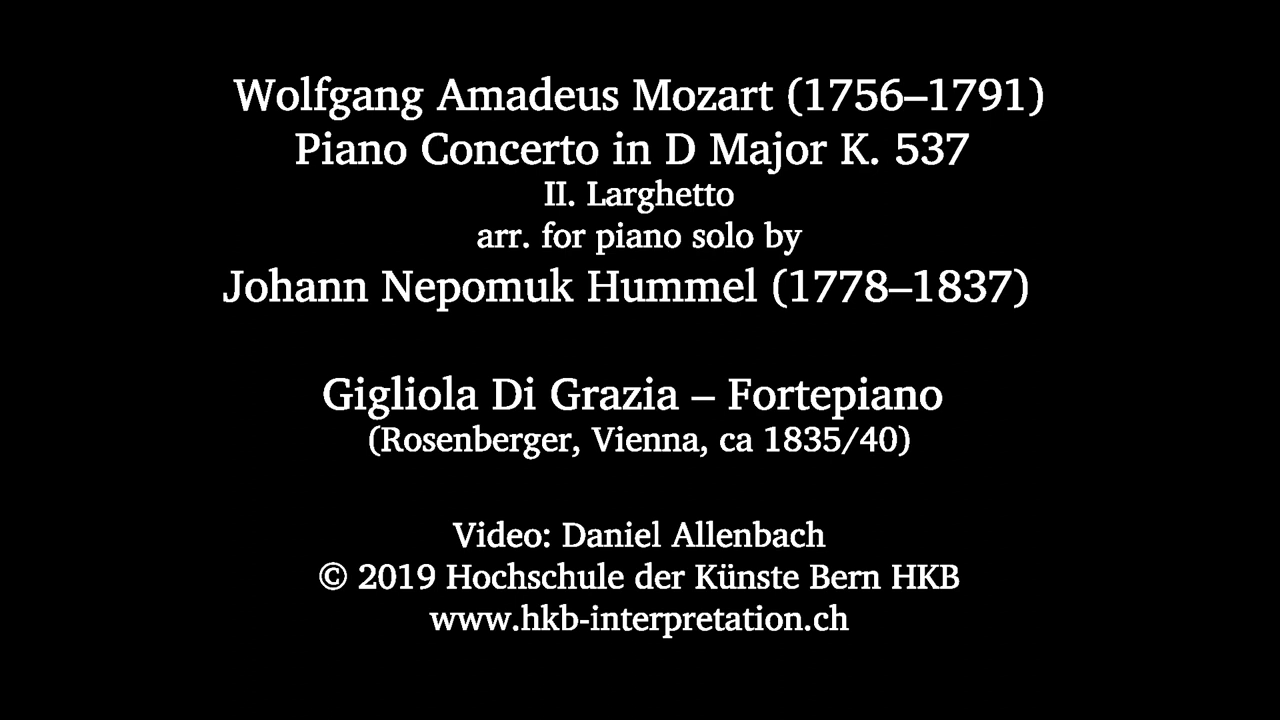 Wolfgang Amadeus Mozart (1756–1791)
Piano Concerto in D Major K. 537
II. Larghetto
arr. for piano solo by
Johann Nepomuk Hummel (1778–1837)
Gigliola Di Grazia – Fortepiano
(Rosenberger, Vienna, ca 1835/40)
Video: Daniel Allenbach
© 2019 Hochschule der Künste Bern HKB
www.hkb-interpretation.ch